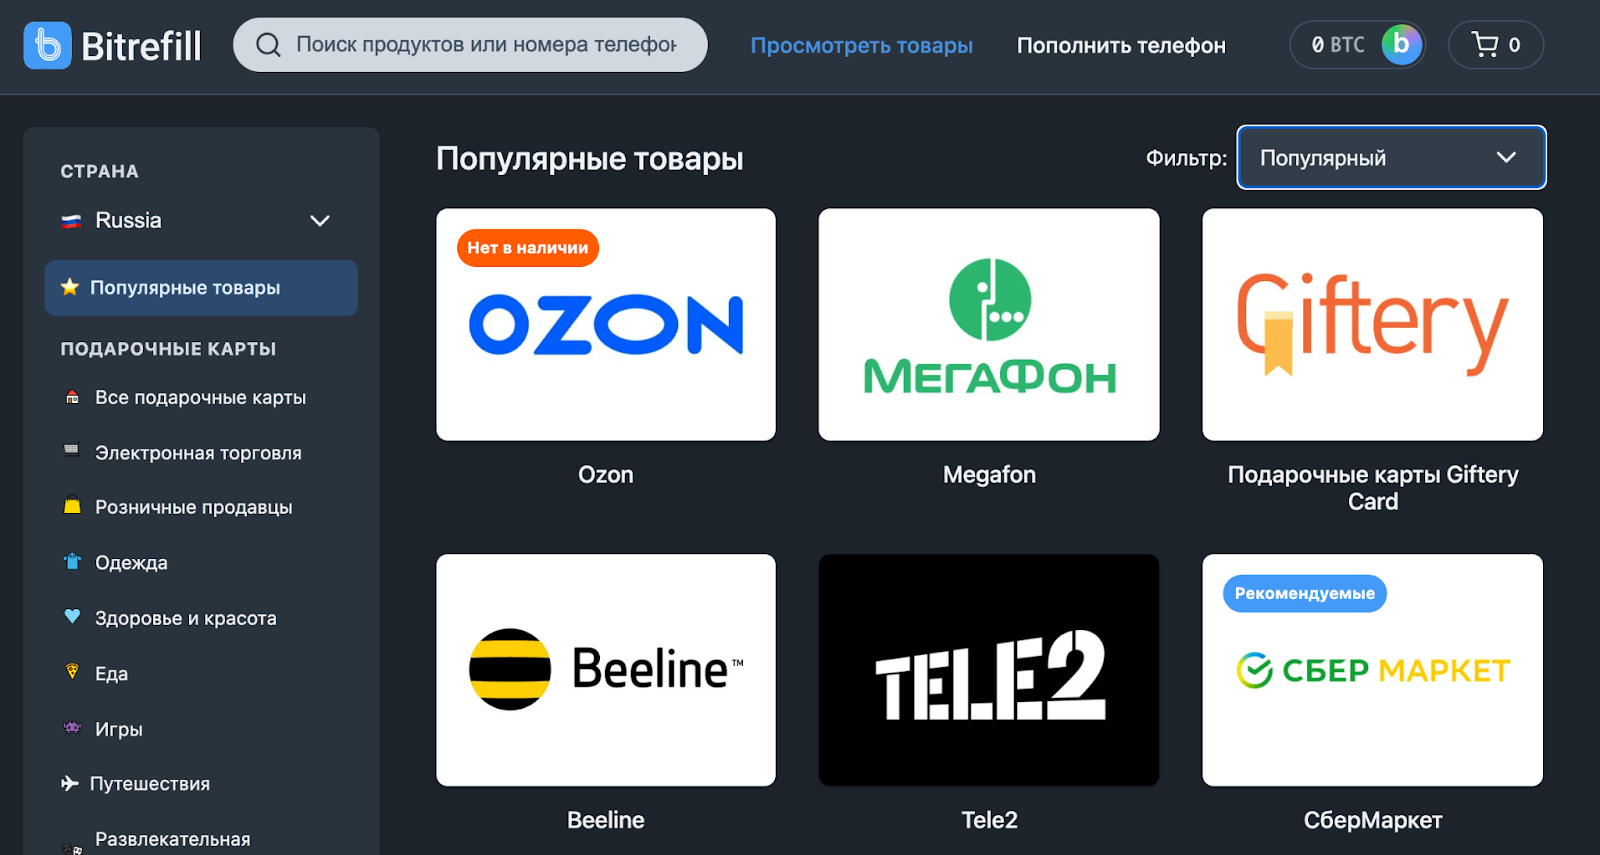 Bitrefill
Поиск продуктов или номера телефон
Просмотреть товары
Пополнить телефон
0 BTC
b
0
СТРАНА
Russia
Популярные товары
ПОДАРОЧНЫЕ КАРТЫ
Все подарочные карты
Электронная торговля
Розничные продавцы
Одежда
Здоровье и красота
Еда
Игры
Путешествия
Развлекательная
Популярные товары
Фильтр:
Популярный
Нет в наличии
OZON
Ozon
МЕГАФОН
Megafon
Giftery
Подарочные карты Giftery
Card
Beeline™
Beeline
TELE2
Tele2
Рекомендуемые
СБЕР МАРКЕТ
СберМаркет